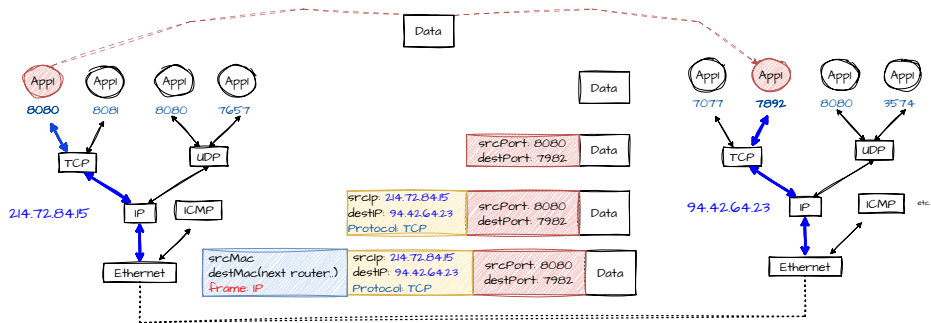 Data
Appl
Appl
Appl
Appl
8080
8081
8080
7657
TCP
UDP
214.72.84.15
IP
ICMP
Ethernet
Data
srcPort: 8080
destPort: 7982
Data
srcIp: 214.72.84.15
destIP: 94.42.64.23
Protocol: TCP
srcPort: 8080
destPort: 7982
Data
srcMac
destMac(next router..)
frame: IP
srcIp: 214.72.84.15
destIP: 94.42.64.23
Protocol: TCP
srcPort: 8080
destPort: 7982
Data
Appl
Appl
Appl
Appl
7077
7892
8080
3574
TCP
UDP
94.42.64.23
IP
ICMP
etc.
Ethernet